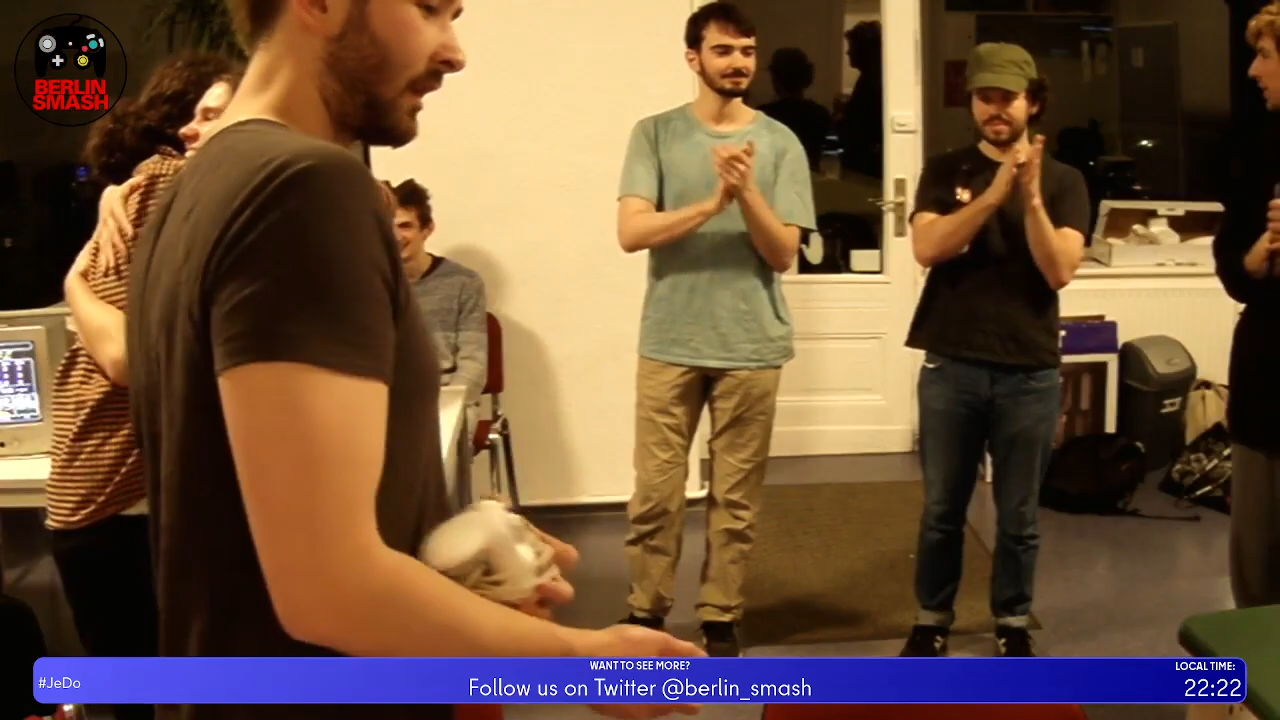 BERLIN
SMASH
#JeDo
WANT TO SEE MORE?
Follow us on Twitter @berlin_smash
LOCAL TIME:
22:22